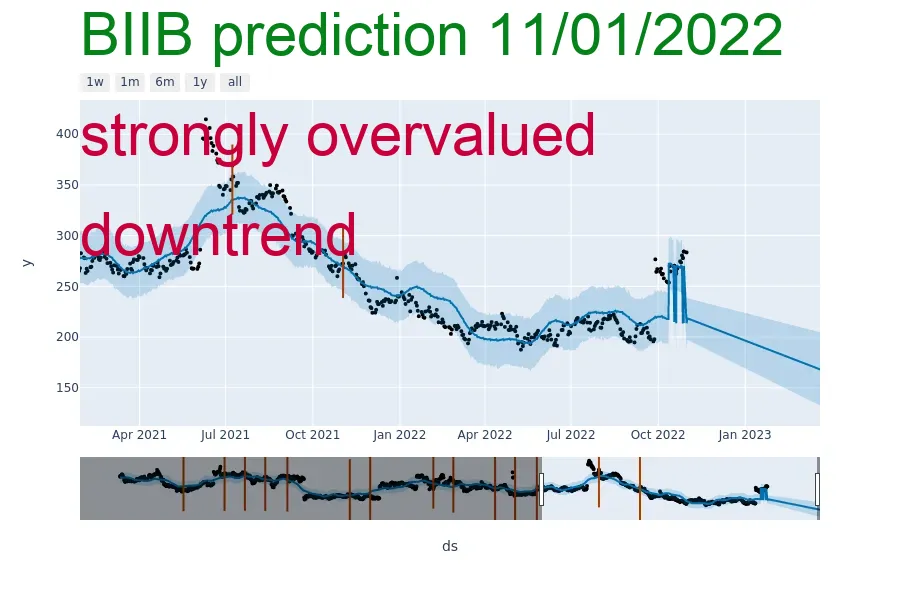 BIIB prediction 11/01/2022
1w 1m 6m 1y all
strongly overvalued
downtrend
400
350
300
250
200
150
y
Apr 2021 Jul 2021 Oct 2021 Jan 2022 Apr 2022 Jul 2022 Oct 2022 Jan 2023
ds